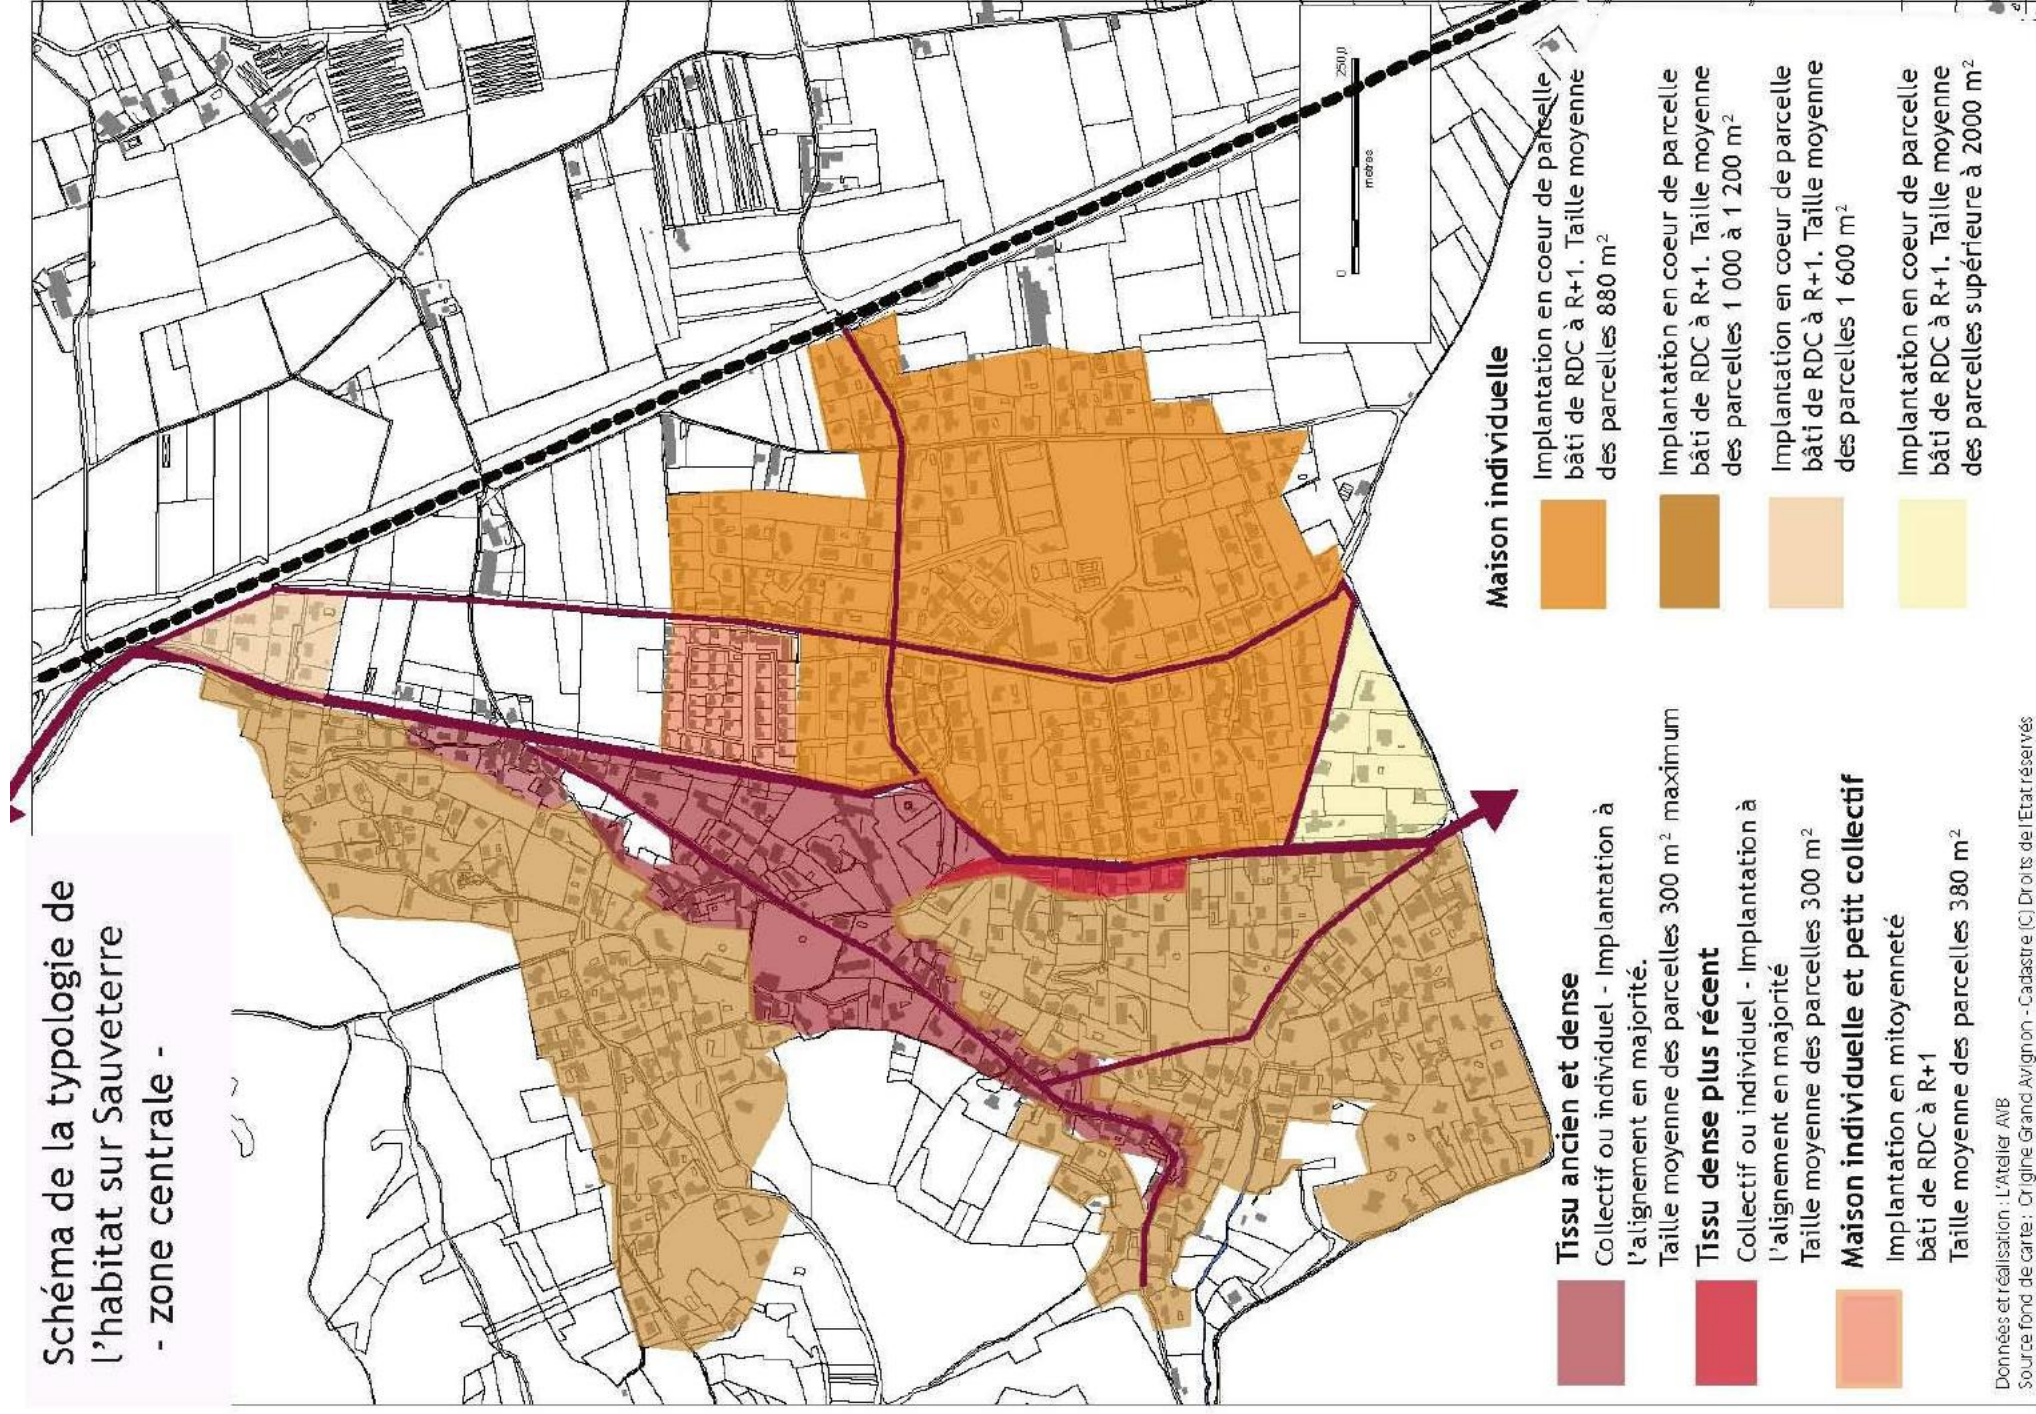 Schéma de la typologie de
l'habitat sur Sauveterre
- zone centrale -
0
250,0
metres
Tissu ancien et dense
Collectif ou individuel - Implantation à
l'alignement en majorité.
Taille moyenne des parcelles 300 m² maximum
Tissu dense plus récent
Collectif ou individuel - Implantation à
l'alignement en majorité
Taille moyenne des parcelles 300 m²
Maison individuelle et petit collectif
Implantation en mitoyenneté
bâti de RDC à R+1
Taille moyenne des parcelles 380 m²
Maison individuelle
Implantation en coeur de parcelle
bâti de RDC à R+1. Taille moyenne
des parcelles 880 m²
Implantation en coeur de parcelle
bâti de RDC à R+1. Taille moyenne
des parcelles 1 000 à 1 200 m²
Implantation en coeur de parcelle
bâti de RDC à R+1. Taille moyenne
des parcelles 1 600 m²
Implantation en coeur de parcelle
bâti de RDC à R+1. Taille moyenne
des parcelles supérieure à 2000 m²
Données et réalisation : L'Atelier AVB
Source fond de carte : Origine Grand Avignon - Cadastre (C) Droits de l'Etat réservés